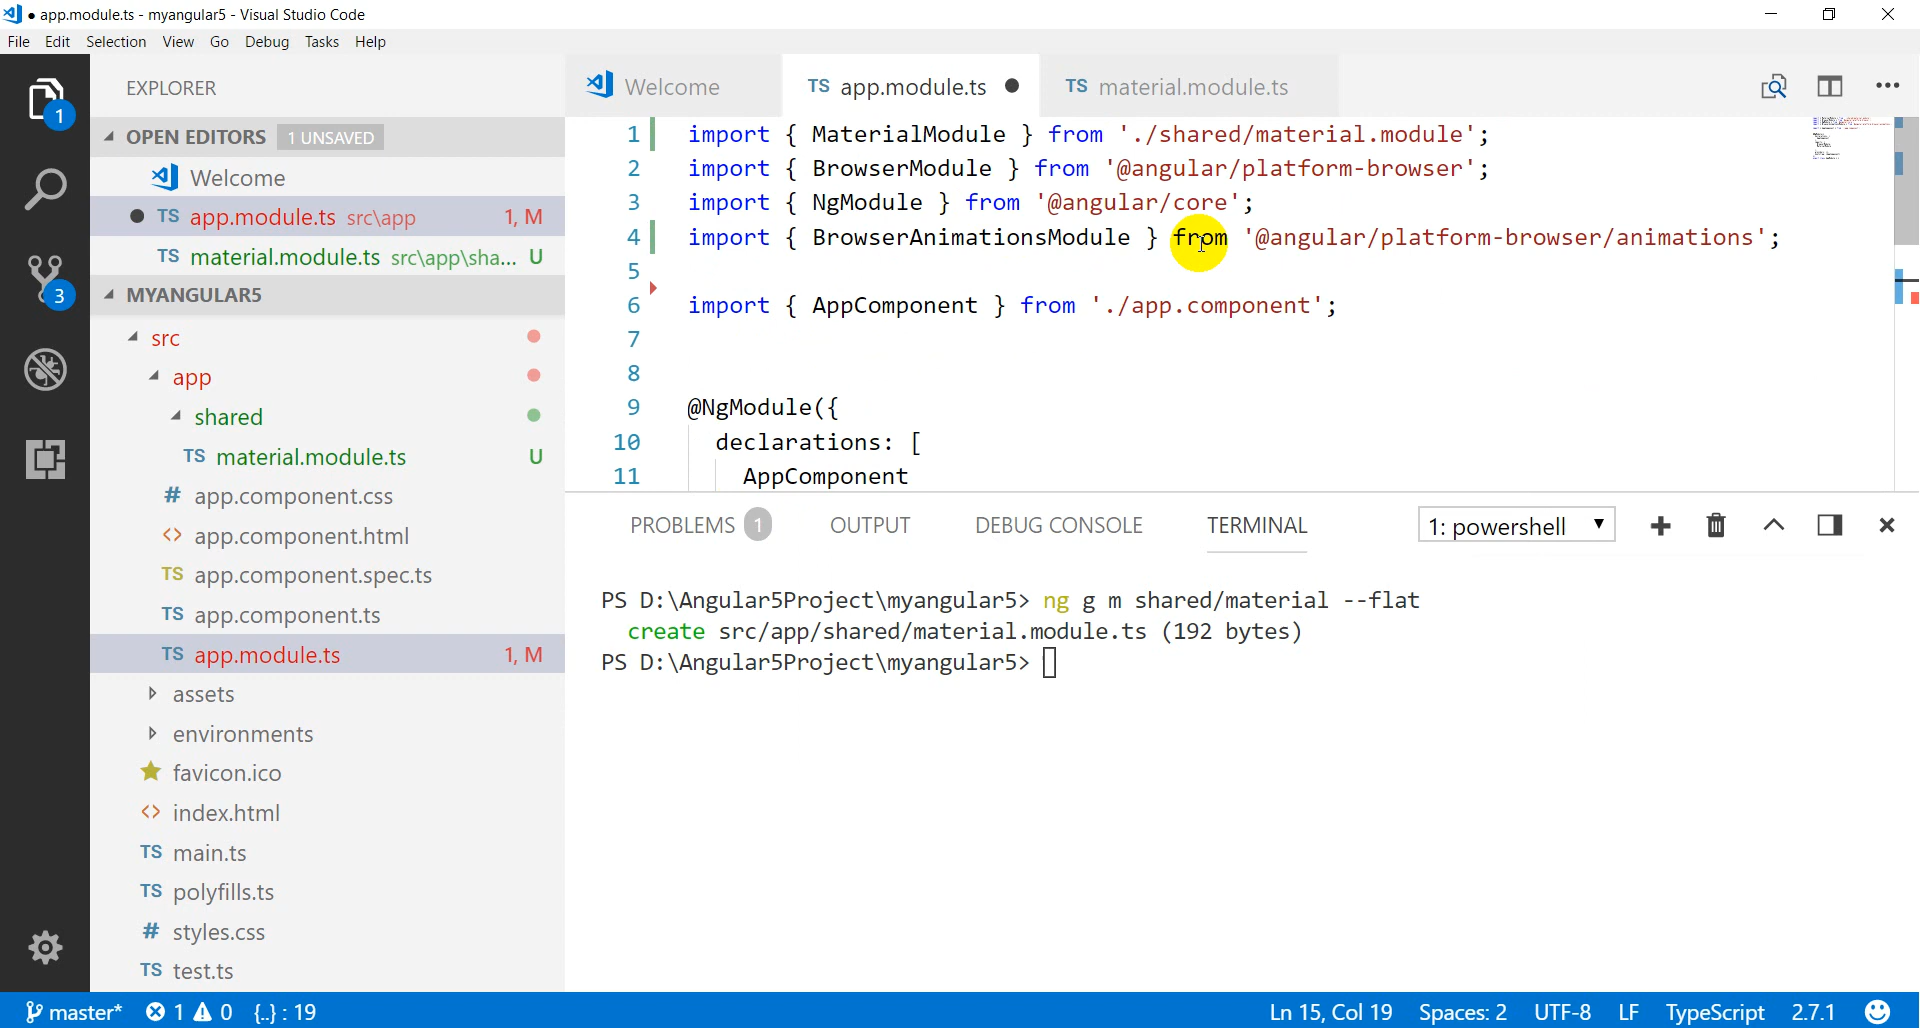 ● app.module.ts - myangular5 - Visual Studio Code
File Edit Selection View Go Debug Tasks Help
EXPLORER
OPEN EDITORS 1 UNSAVED
Welcome
TS app.module.ts src\app 1, M
TS material.module.ts src\app\sha... U
MYANGULAR5
src
app
shared
TS material.module.ts U
# app.component.css
<> app.component.html
TS app.component.spec.ts
TS app.component.ts
TS app.module.ts 1, M
assets
environments
favicon.ico
<> index.html
TS main.ts
TS polyfills.ts
# styles.css
TS test.ts
1
3
Welcome TS app.module.ts ● TS material.module.ts
1 import { MaterialModule } from './shared/material.module';
2 import { BrowserModule } from '@angular/platform-browser';
3 import { NgModule } from '@angular/core';
4 import { BrowserAnimationsModule } from '@angular/platform-browser/animations';
5
6 import { AppComponent } from './app.component';
7
8
9 @NgModule({
10 declarations: [
11 AppComponent
PROBLEMS 1 OUTPUT DEBUG CONSOLE TERMINAL 1: powershell
PS D:\Angular5Project\myangular5> ng g m shared/material --flat
create src/app/shared/material.module.ts (192 bytes)
PS D:\Angular5Project\myangular5>
master* 1 0 {..} : 19 Ln 15, Col 19 Spaces: 2 UTF-8 LF TypeScript 2.7.1